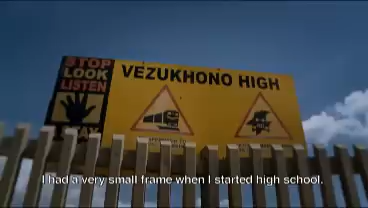 STOP
LOOK
LISTEN
VEZUKHONO HIGH
I had a very small frame when I started high school.